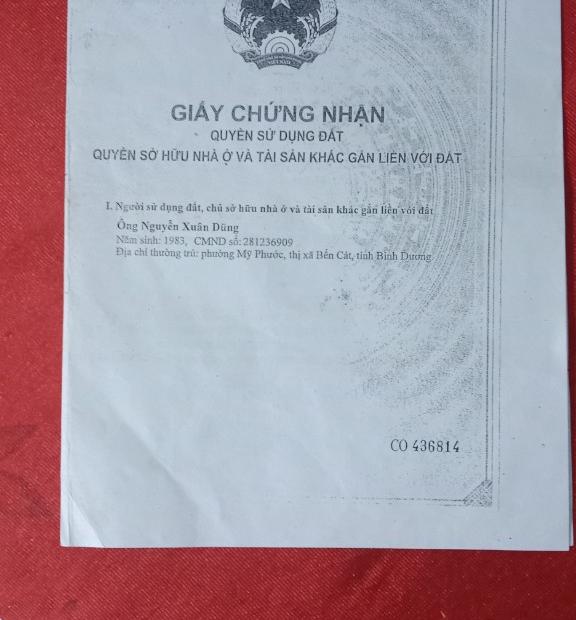 VIỆT NAM
GIẤY CHỨNG NHẬN
QUYỀN SỬ DỤNG ĐẤT
QUYỀN SỞ HỮU NHÀ Ở VÀ TÀI SẢN KHÁC GẮN LIỀN VỚI ĐẤT
I. Người sử dụng đất, chủ sở hữu nhà ở và tài sản khác gắn liền với đất
Ông Nguyễn Xuân Dũng
Năm sinh: 1983, CMND số: 281236909
Địa chỉ thường trú: phường Mỹ Phước, thị xã Bến Cát, tỉnh Bình Dương
CO 436814